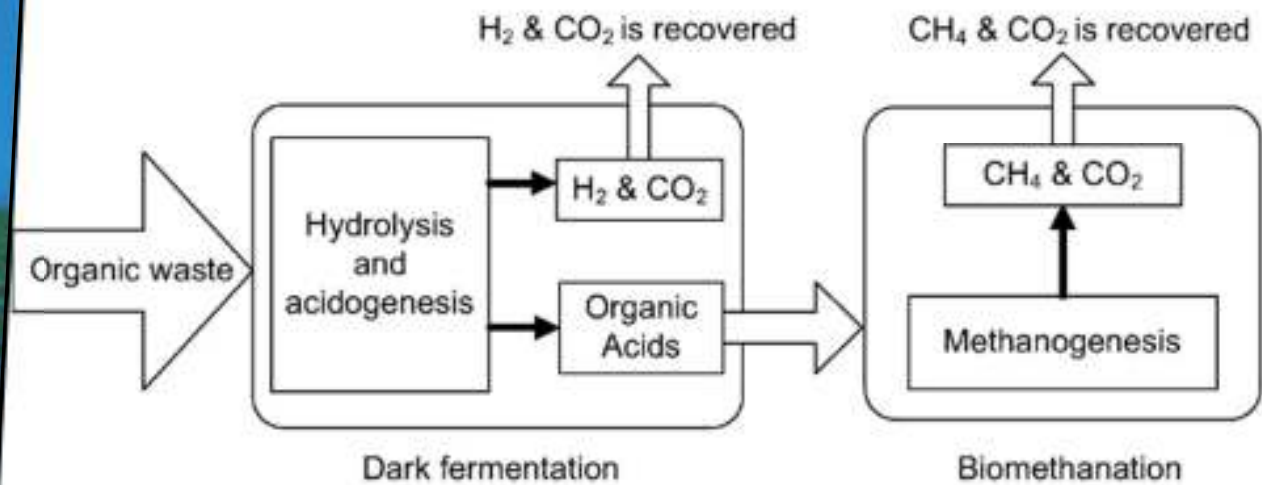 H₂ & CO₂ is recovered
CH₄ & CO₂ is recovered
Organic waste
Hydrolysis
and
acidogenesis
H₂ & CO₂
Organic
Acids
CH₄ & CO₂
Methanogenesis
Dark fermentation
Biomethanation